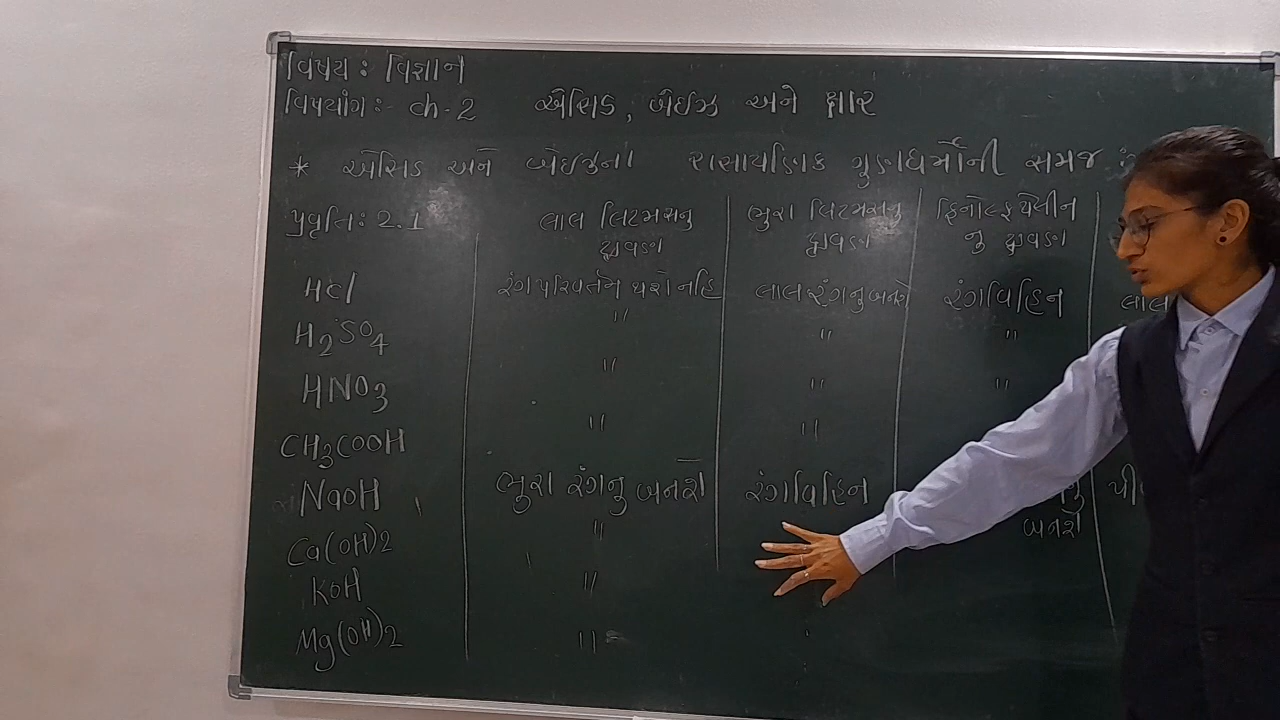 વિષય : વિજ્ઞાન
વિષયાંગ :- ch-2 એસિડ, બેઈઝ અને ક્ષાર
* એસિડ અને બેઇઝના રાસાયણિક ગુણધર્મોની સમજ :
પ્રવૃત્તિ : 2.1 લાલ લિટમસનુ ભુરા લિટમસનુ ફિનોલ્ફથેલીન
દ્રાવણ દ્રાવણ નુ દ્રાવણ
HCl રંગ પરિવર્તન થશે નહિ લાલ રંગનુ બનશે રંગવિહિન લાલ
H2SO4 " " "
HNO3 " " "
CH3COOH " "
NaOH ભુરા રંગનુ બનશે રંગવિહિન
બનશે
Ca(OH)2 "
KOH "
Mg(OH)2 "